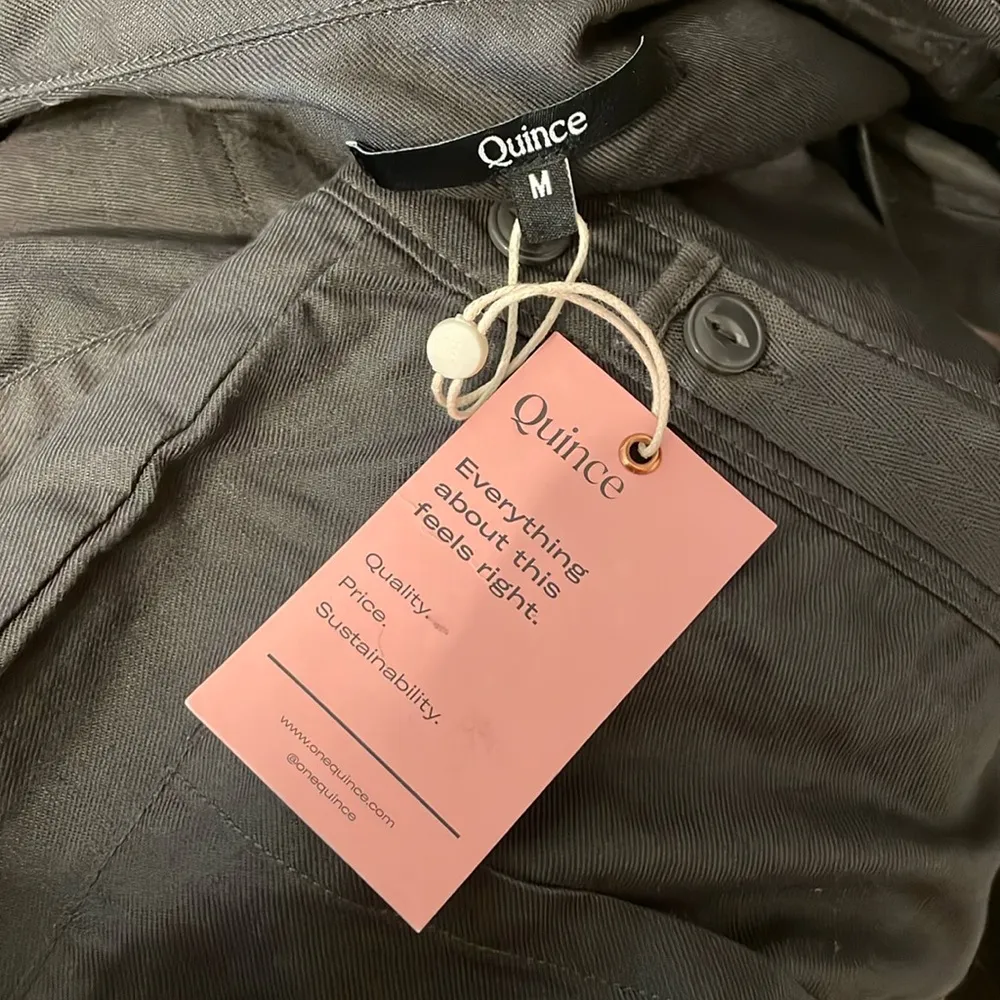 Quince
M
Quince
Everything
about this
feels right.
Quality.
Price.
Sustainability.
www.onequince.com
@onequince